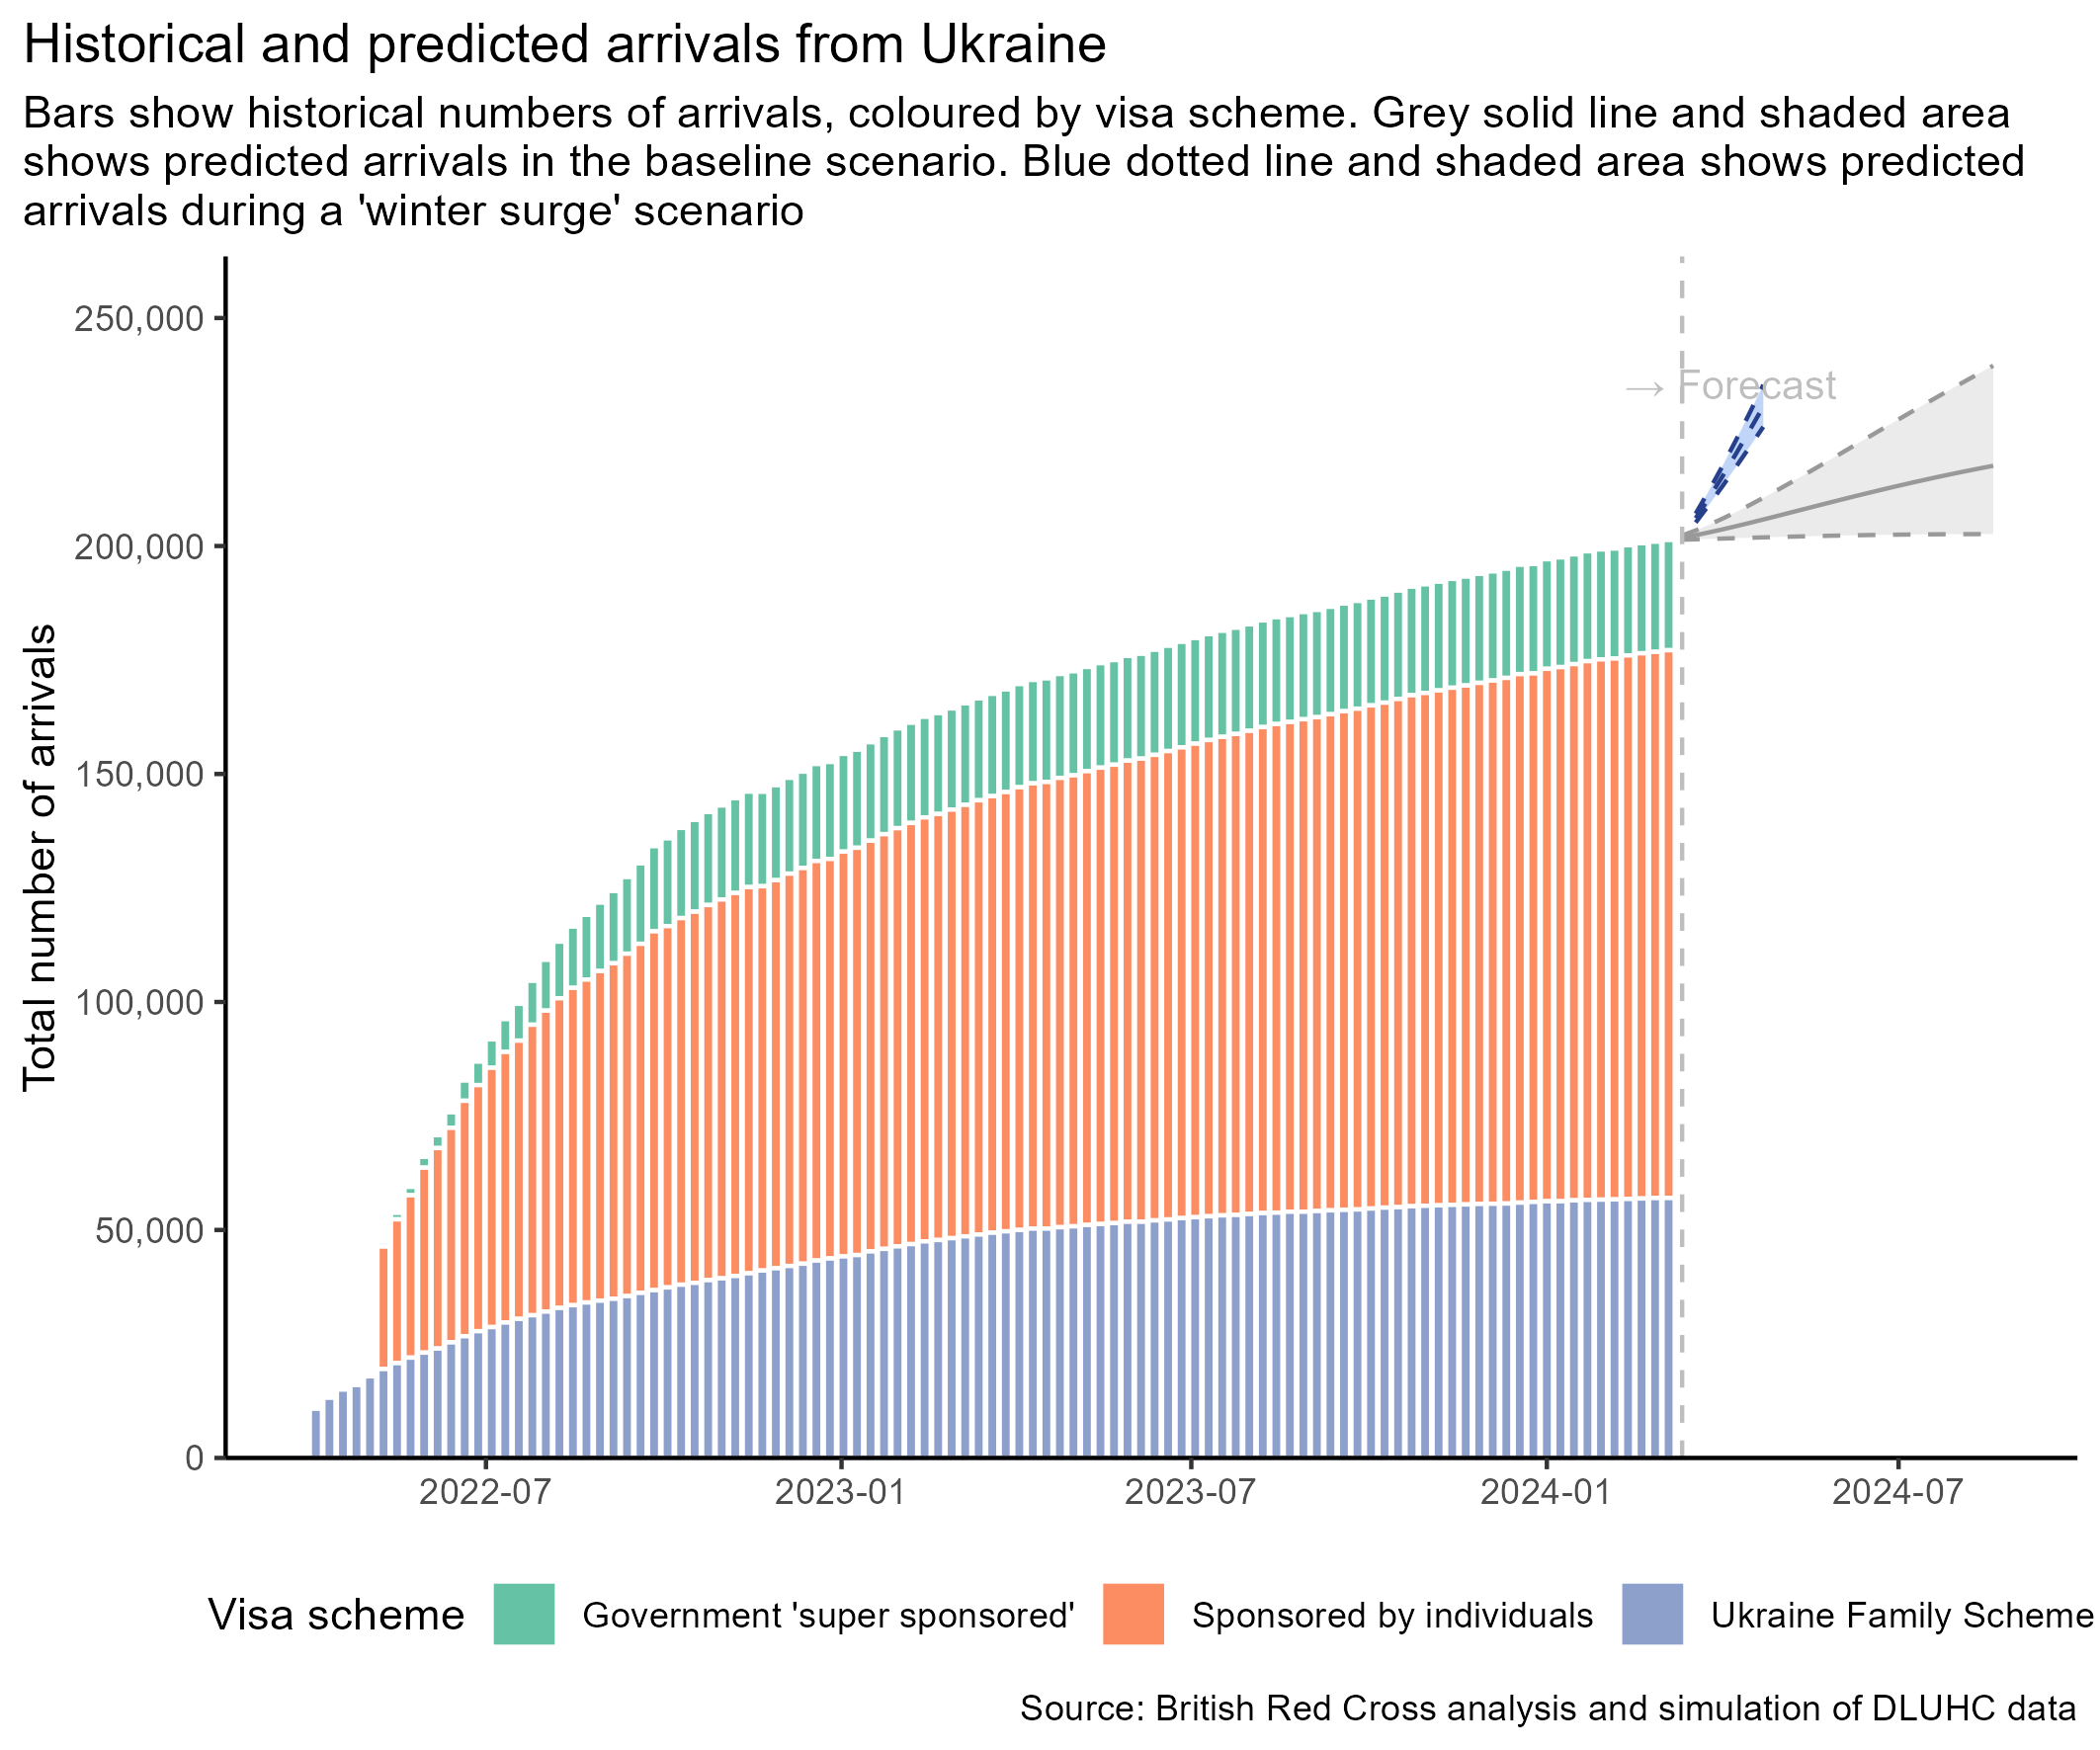 Historical and predicted arrivals from Ukraine
Bars show historical numbers of arrivals, coloured by visa scheme. Grey solid line and shaded area
shows predicted arrivals in the baseline scenario. Blue dotted line and shaded area shows predicted
arrivals during a 'winter surge' scenario
Total number of arrivals
250,000
200,000
150,000
100,000
50,000
0
→ Forecast
2022-07
2023-01
2023-07
2024-01
2024-07
Visa scheme
Government 'super sponsored'
Sponsored by individuals
Ukraine Family Scheme
Source: British Red Cross analysis and simulation of DLUHC data